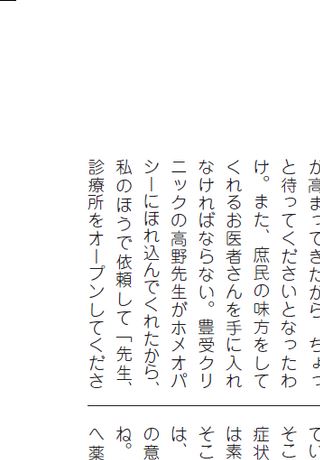 が高まってきたから、ちょっ
と待ってくださいとなったわ
け。また、庶民の味方をして
くれるお医者さんを手に入れ
なければならない。豊受クリ
ニックの高野先生がホメオパ
シーにほれ込んでくれたから、
私のほうで依頼して「先生、
診療所をオープンしてくださ
てい
そこ
症状
は素
そこ
は、
の意
ね。
へ薬